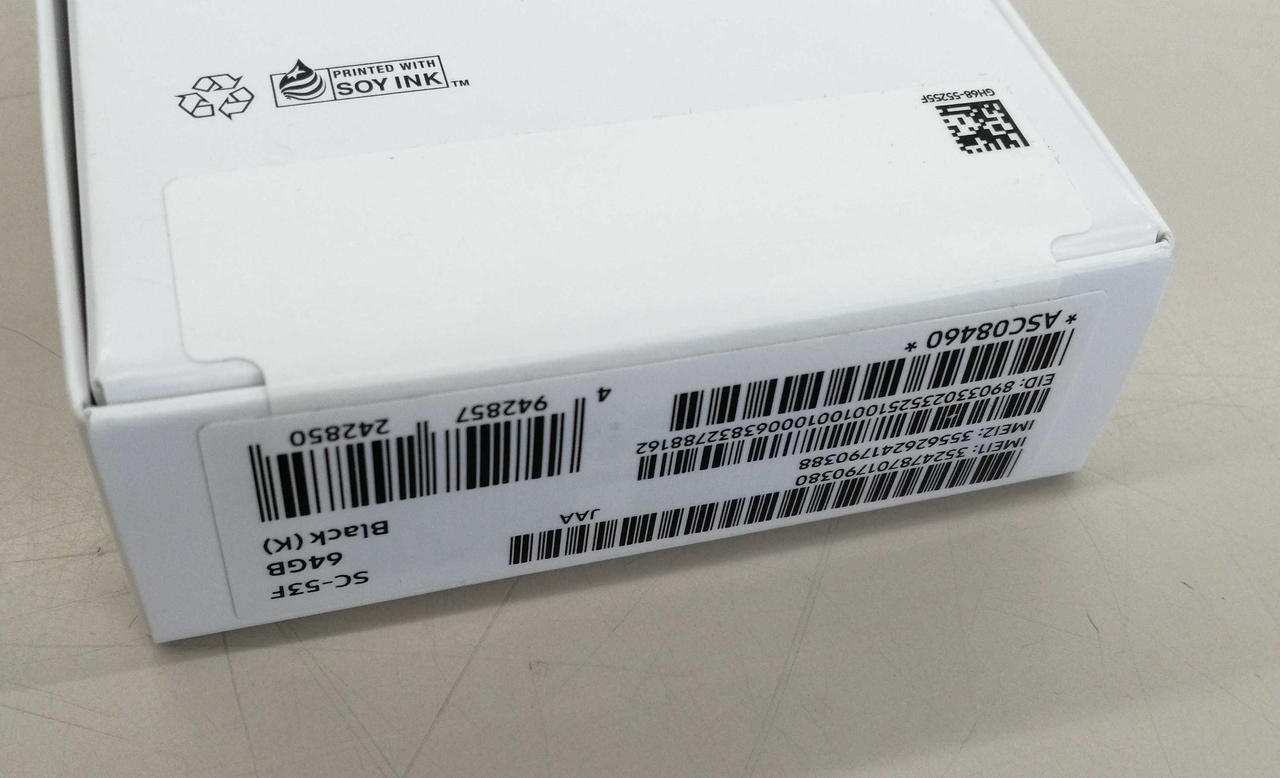 PRINTED WITH
SOY INK™
GH68-55255F
SC-53F
64GB
Black (K)
4 942857 242850
JAA
IMEI1: 352478701790380
IMEI2: 355626241790388
EID: 89033023525100100100063832788162
*ASC08460 *